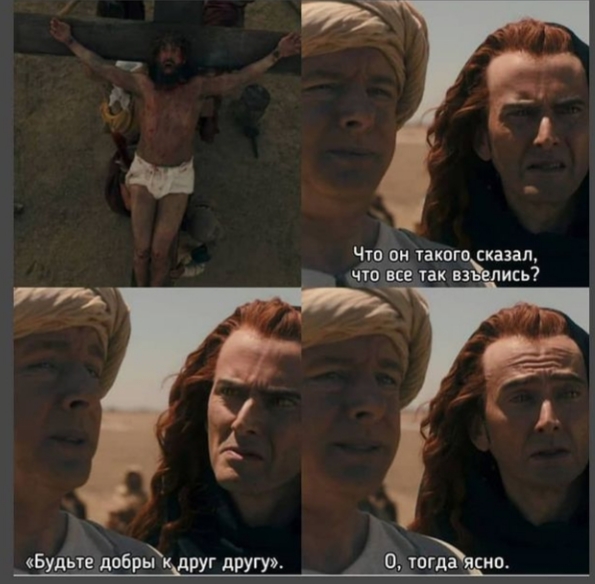 Что он такого сказал,
что все так взъелись?
«Будьте добры к друг другу».
О, тогда ясно.